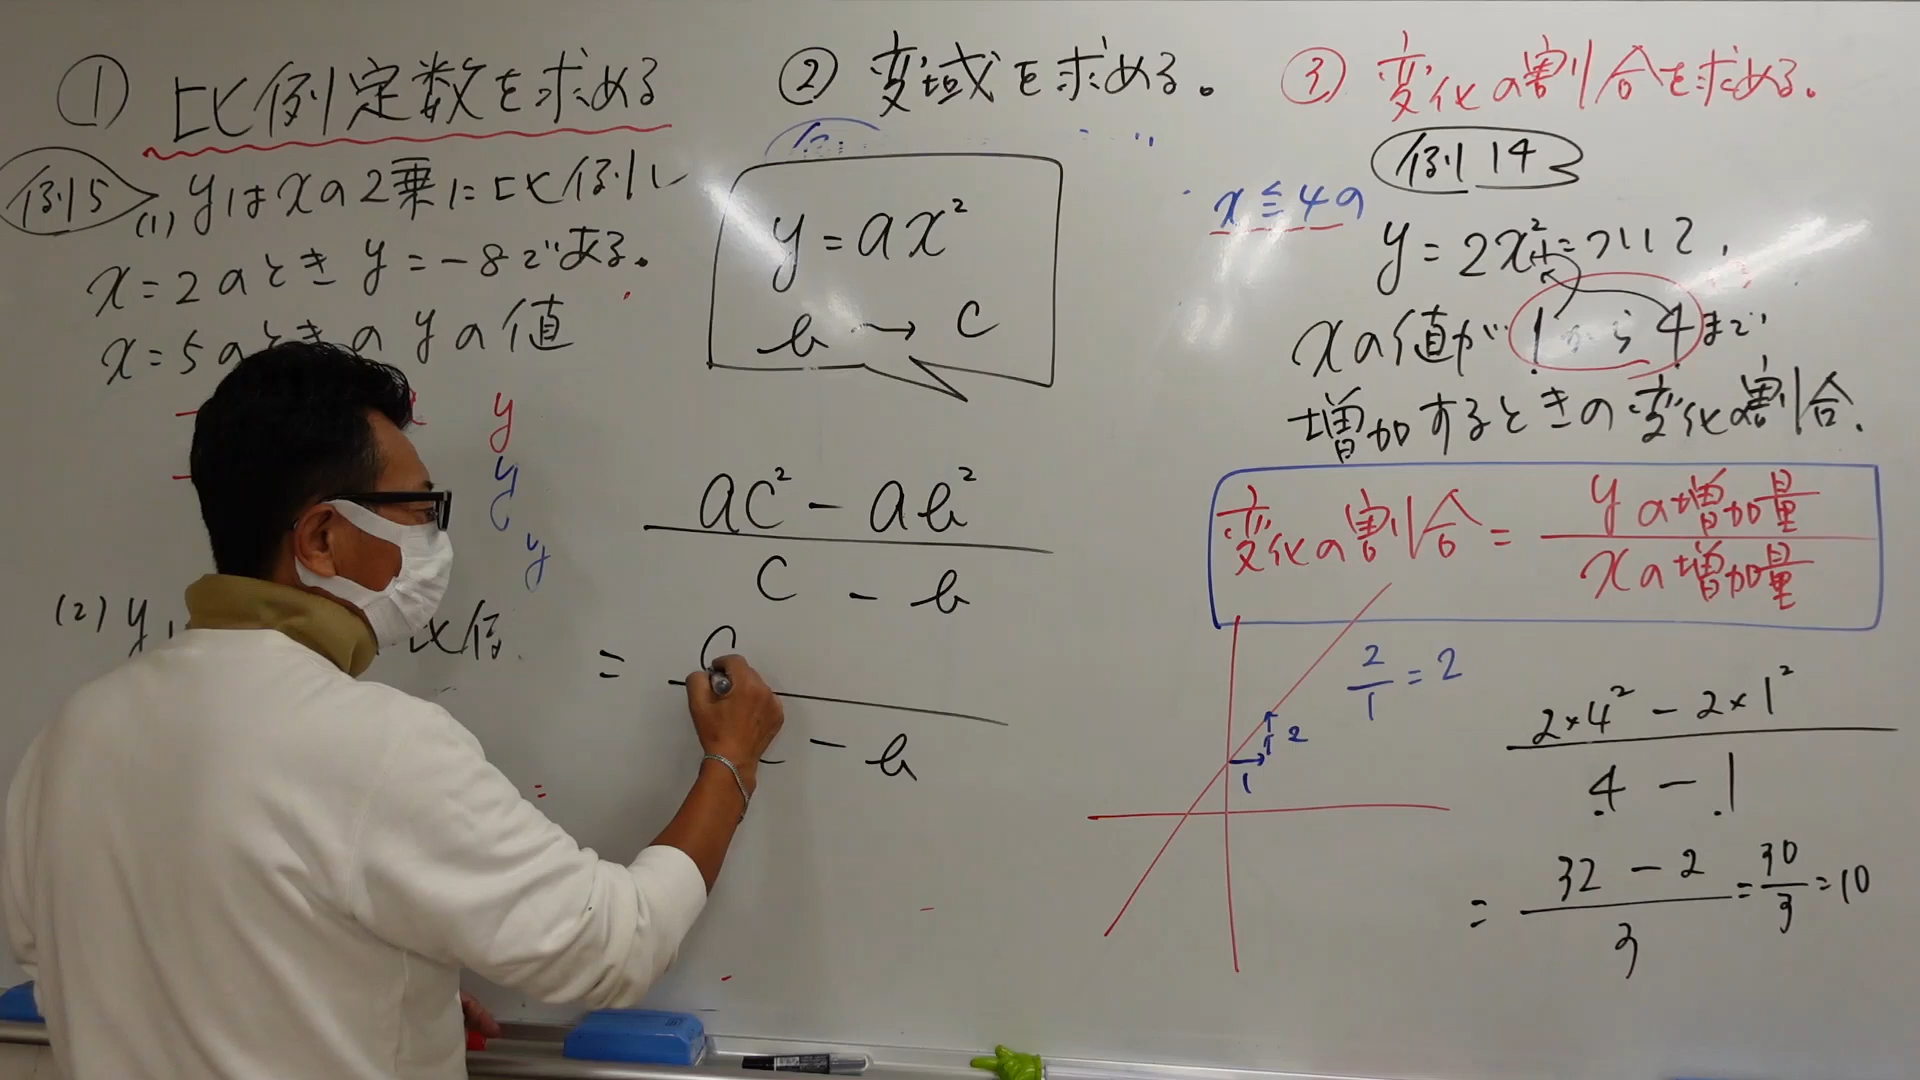 ① 比例定数を求める
例5
(1) yはxの2乗に比例し
x=2のとき y=-8である。
x=5のときの yの値
y
y
y
(2) y
比例
② 変域を求める。
y=ax²
b → c
ac² - ab²
c - b
=
c - b
x≦4の
③ 変化の割合を求める。
例14
y=2x²について,
xの値が 1から4まで
増加するときの変化の割合.
変化の割合 = yの増加量
xの増加量
2/1 = 2
2
1
2×4² - 2×1²
4 - 1
= 32 - 2 / 3 = 30/3 = 10